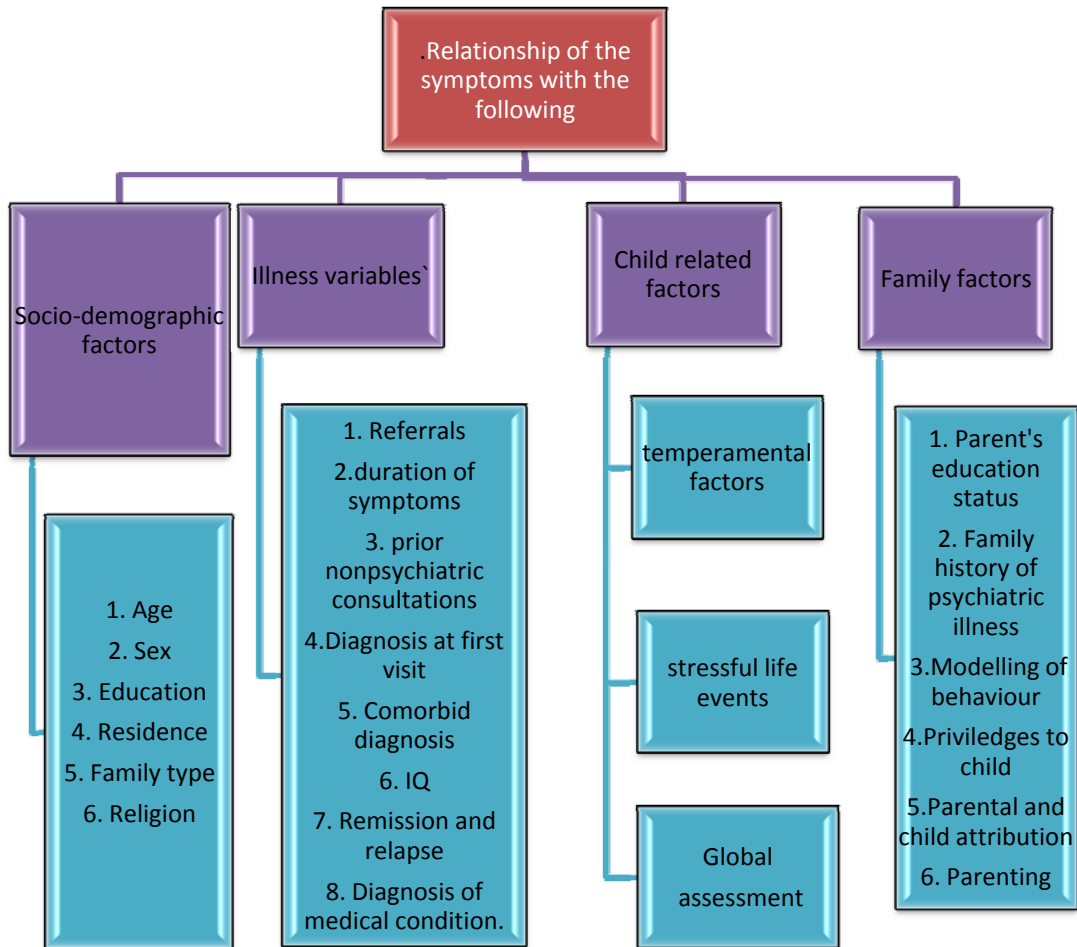 .Relationship of the
symptoms with the
following
Socio-demographic
factors
1. Age
2. Sex
3. Education
4. Residence
5. Family type
6. Religion
Illness variables`
1. Referrals
2.duration of
symptoms
3. prior
nonpsychiatric
consultations
4.Diagnosis at first
visit
5. Comorbid
diagnosis
6. IQ
7. Remission and
relapse
8. Diagnosis of
medical condition.
Child related
factors
temperamental
factors
stressful life
events
Global
assessment
Family factors
1. Parent's
education
status
2. Family
history of
psychiatric
illness
3.Modelling of
behaviour
4.Priviledges to
child
5.Parental and
child attribution
6. Parenting